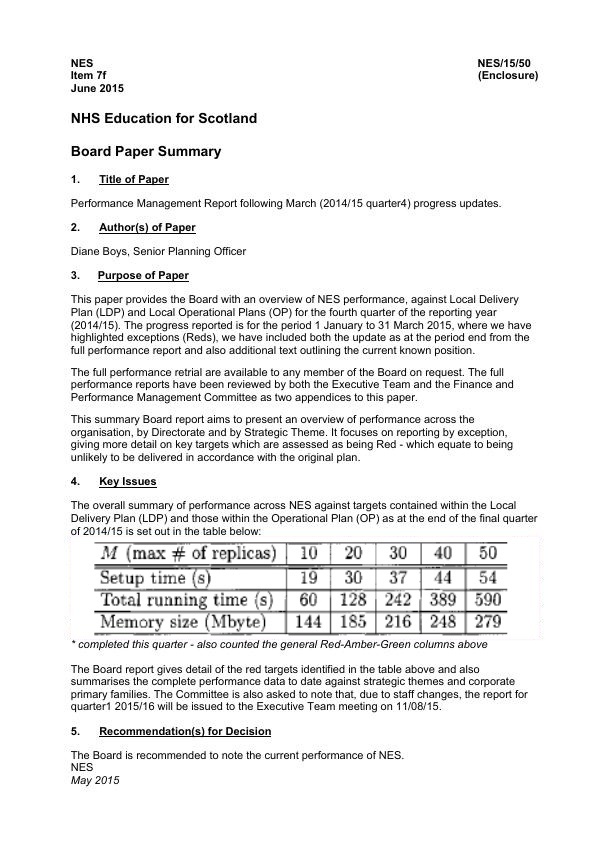 NES NES/15/50
Item 7f (Enclosure)
June 2015
NHS Education for Scotland
Board Paper Summary
1. Title of Paper
Performance Management Report following March (2014/15 quarter4) progress updates.
2. Author(s) of Paper
Diane Boys, Senior Planning Officer
3. Purpose of Paper
This paper provides the Board with an overview of NES performance, against Local Delivery
Plan (LDP) and Local Operational Plans (OP) for the fourth quarter of the reporting year
(2014/15). The progress reported is for the period 1 January to 31 March 2015, where we have
highlighted exceptions (Reds), we have included both the update as at the period end from the
full performance report and also additional text outlining the current known position.
The full performance retrial are available to any member of the Board on request. The full
performance reports have been reviewed by both the Executive Team and the Finance and
Performance Management Committee as two appendices to this paper.
This summary Board report aims to present an overview of performance across the
organisation, by Directorate and by Strategic Theme. It focuses on reporting by exception,
giving more detail on key targets which are assessed as being Red - which equate to being
unlikely to be delivered in accordance with the original plan.
4. Key Issues
The overall summary of performance across NES against targets contained within the Local
Delivery Plan (LDP) and those within the Operational Plan (OP) as at the end of the final quarter
of 2014/15 is set out in the table below:
M (max # of replicas) 10 20 30 40 50
Setup time (s) 19 30 37 44 54
Total running time (s) 60 128 242 389 590
Memory size (Mbyte) 144 185 216 248 279
* completed this quarter - also counted the general Red-Amber-Green columns above
The Board report gives detail of the red targets identified in the table above and also
summarises the complete performance data to date against strategic themes and corporate
primary families. The Committee is also asked to note that, due to staff changes, the report for
quarter1 2015/16 will be issued to the Executive Team meeting on 11/08/15.
5. Recommendation(s) for Decision
The Board is recommended to note the current performance of NES.
NES
May 2015